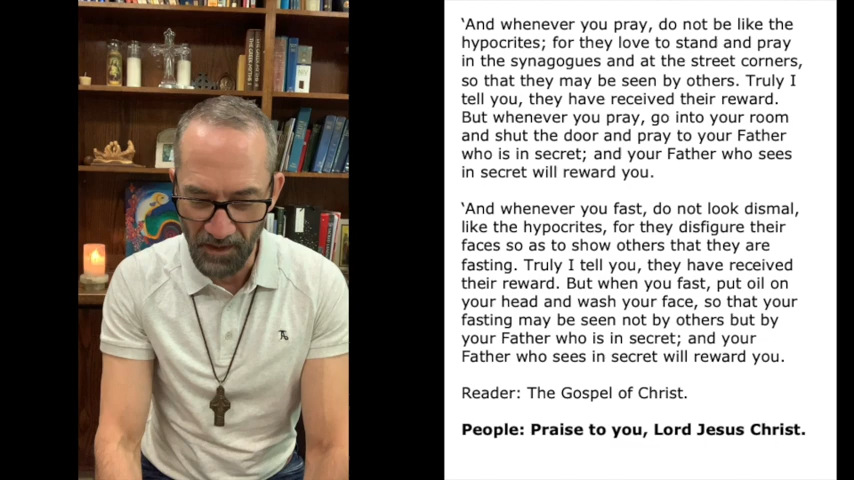 ‘And whenever you pray, do not be like the
hypocrites; for they love to stand and pray
in the synagogues and at the street corners,
so that they may be seen by others. Truly I
tell you, they have received their reward.
But whenever you pray, go into your room
and shut the door and pray to your Father
who is in secret; and your Father who sees
in secret will reward you.
‘And whenever you fast, do not look dismal,
like the hypocrites, for they disfigure their
faces so as to show others that they are
fasting. Truly I tell you, they have received
their reward. But when you fast, put oil on
your head and wash your face, so that your
fasting may be seen not by others but by
your Father who is in secret; and your
Father who sees in secret will reward you.
Reader: The Gospel of Christ.
People: Praise to you, Lord Jesus Christ.